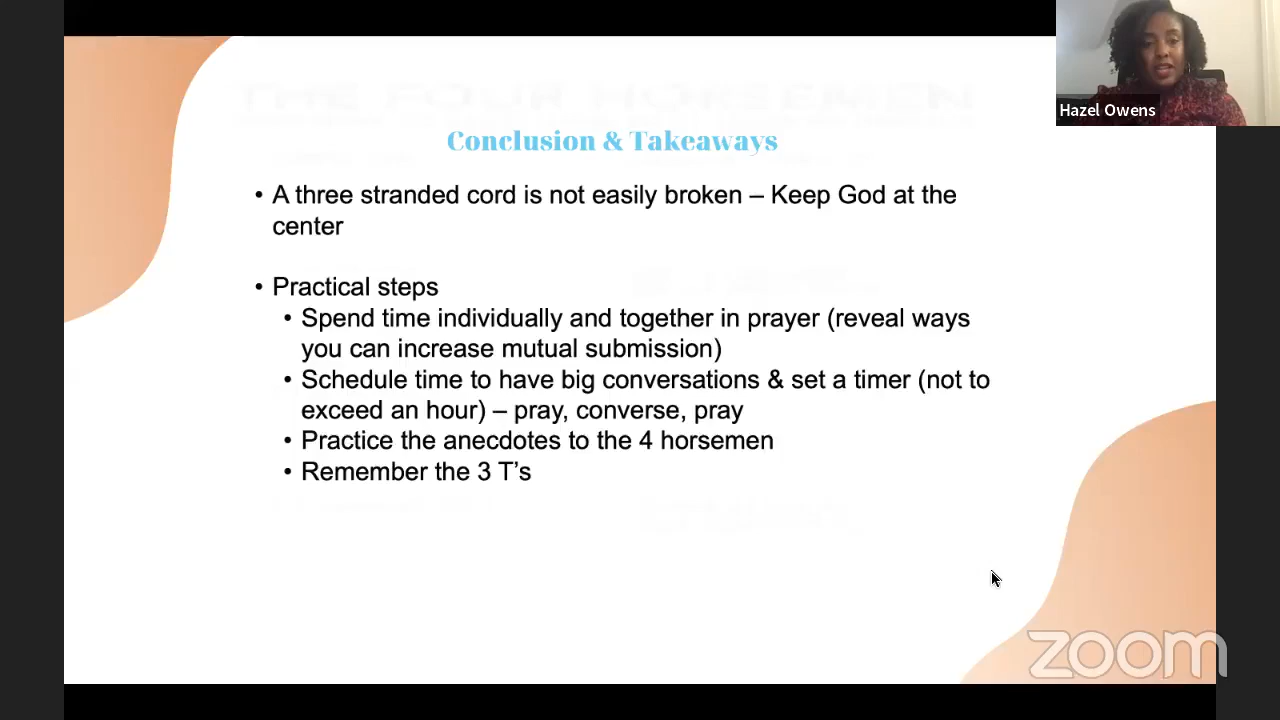 THE FOUR HORSEMEN
Hazel Owens
Conclusion & Takeaways
• A three stranded cord is not easily broken – Keep God at the
center
• Practical steps
• Spend time individually and together in prayer (reveal ways
you can increase mutual submission)
• Schedule time to have big conversations & set a timer (not to
exceed an hour) – pray, converse, pray
• Practice the anecdotes to the 4 horsemen
• Remember the 3 T’s
zoom